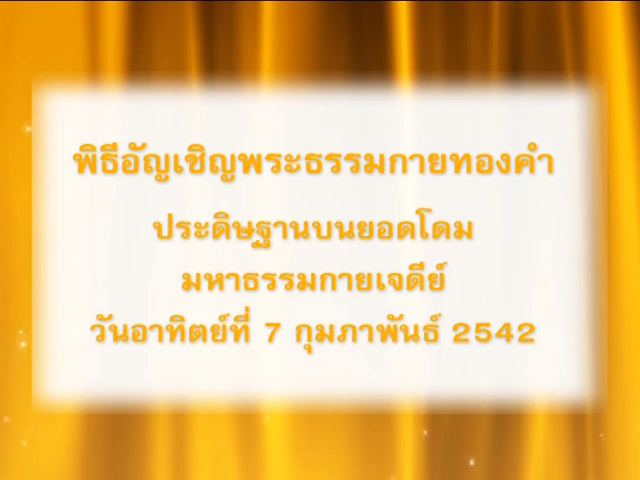 พิธีอัญเชิญพระธรรมกายทองคำ
ประดิษฐานบนยอดโดม
มหาธรรมกายเจดีย์
วันอาทิตย์ที่ 7 กุมภาพันธ์ 2542